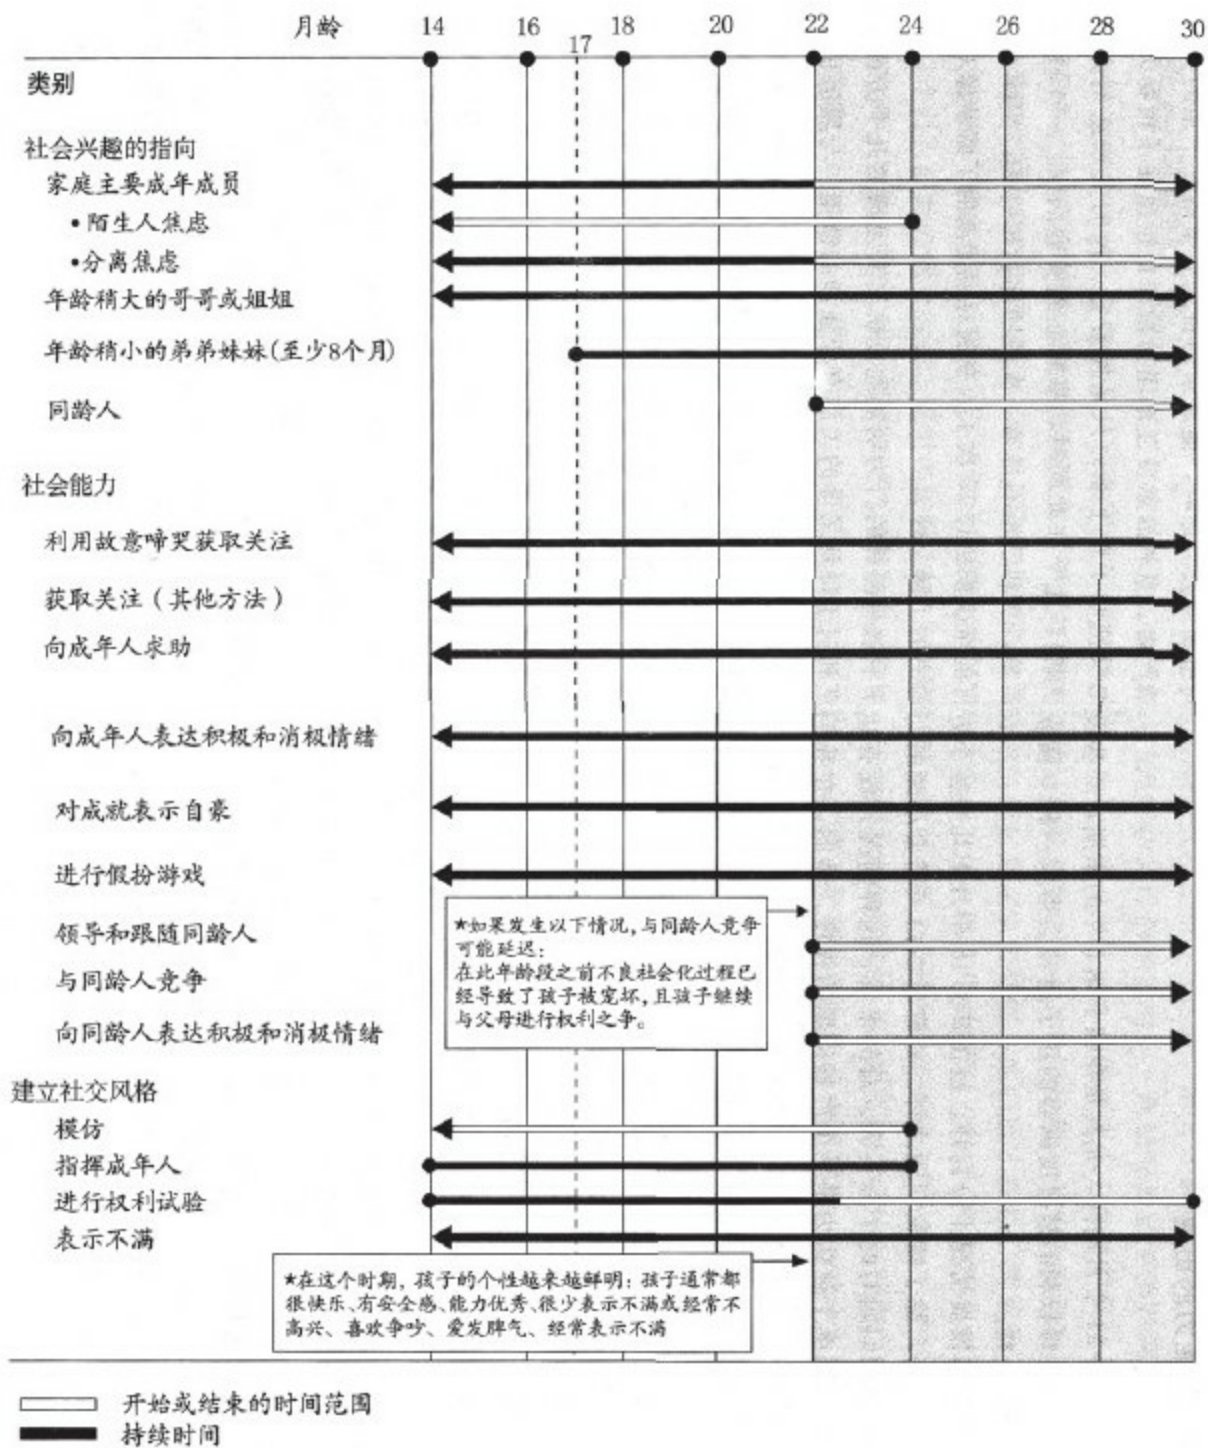 月龄 14 16 17 18 20 22 24 26 28 30
类别
社会兴趣的指向
家庭主要成年成员
•陌生人焦虑
•分离焦虑
年龄稍大的哥哥或姐姐
年龄稍小的弟弟妹妹(至少8个月)
同龄人
社会能力
利用故意啼哭获取关注
获取关注(其他方法)
向成年人求助
向成年人表达积极和消极情绪
对成就表示自豪
进行假扮游戏
领导和跟随同龄人
与同龄人竞争
向同龄人表达积极和消极情绪
★如果发生以下情况,与同龄人竞争
可能延迟:
在此年龄段之前不良社会化过程已
经导致了孩子被宠坏,且孩子继续
与父母进行权利之争。
建立社交风格
模仿
指挥成年人
进行权利试验
表示不满
★在这个时期,孩子的个性越来越鲜明:孩子通常都
很快乐、有安全感、能力优秀、很少表示不满或经常不
高兴、喜欢争吵、爱发脾气、经常表示不满
开始或结束的时间范围
持续时间